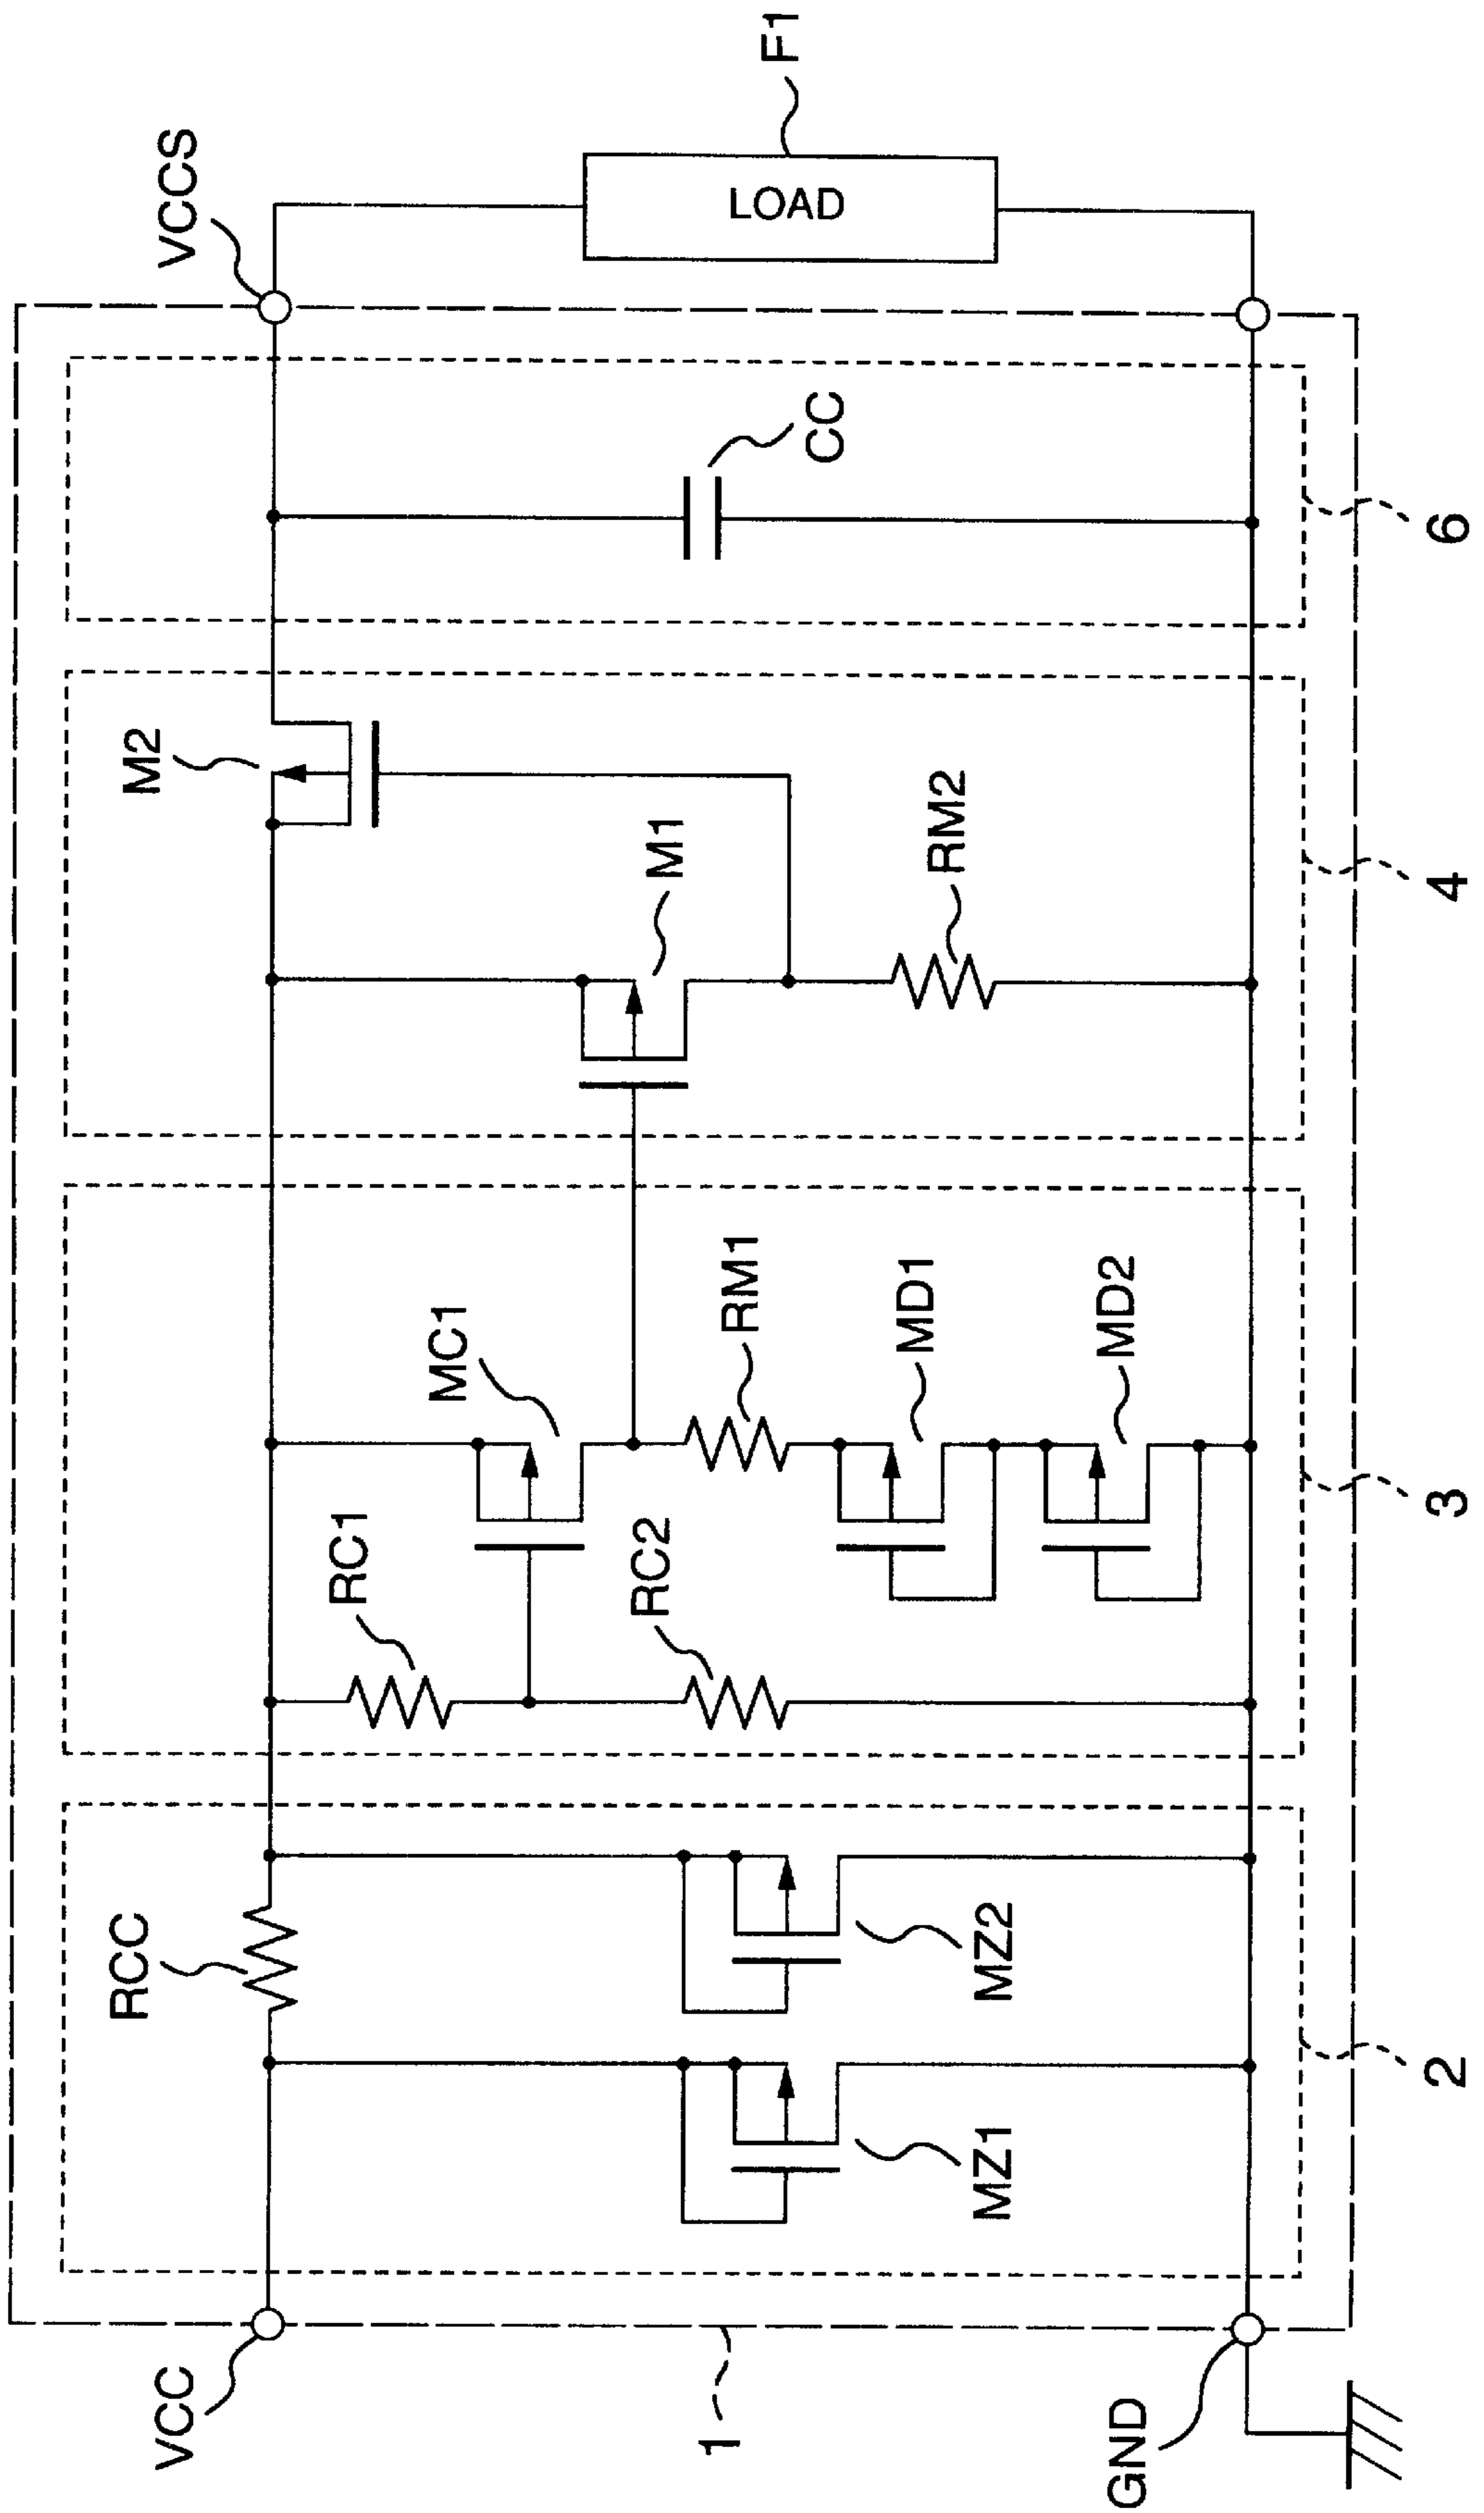 VCC
GND
1
RCC
MZ1
MZ2
2
RC1
RC2
MC1
RM1
MD1
MD2
3
M1
M2
RM2
4
CC
6
VCCS
LOAD
F1